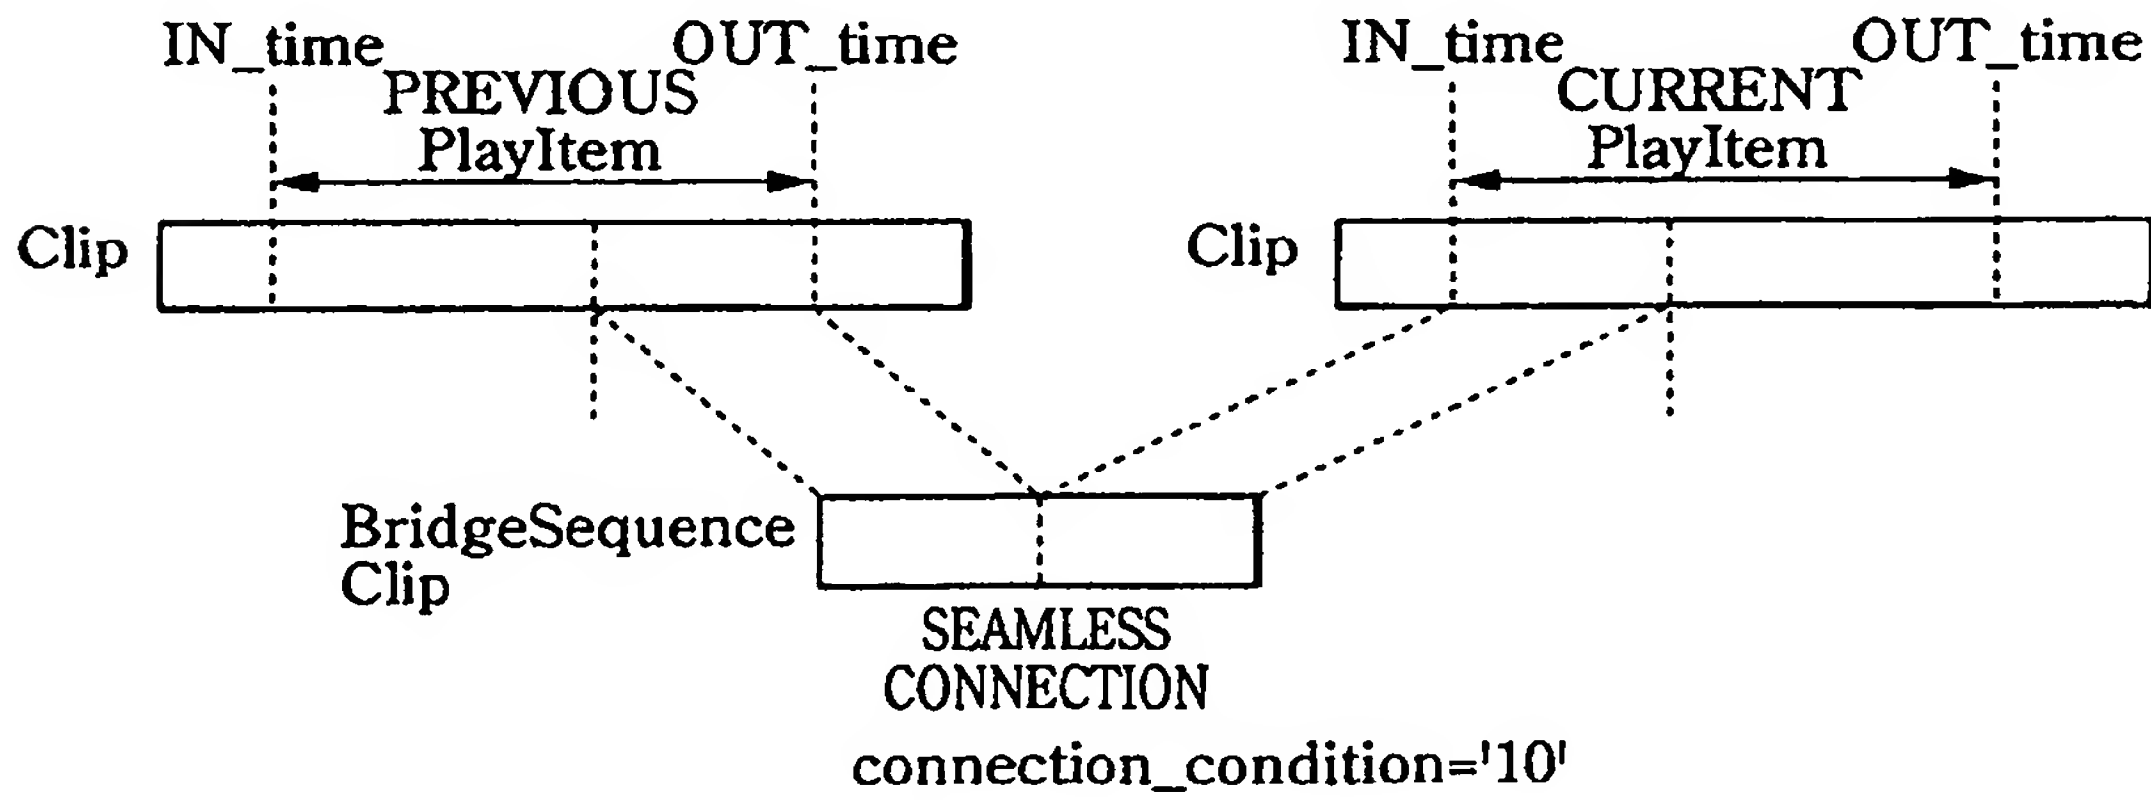 IN_time OUT_time
PREVIOUS
PlayItem
Clip
IN_time OUT_time
CURRENT
PlayItem
Clip
BridgeSequence
Clip
SEAMLESS
CONNECTION
connection_condition='10'